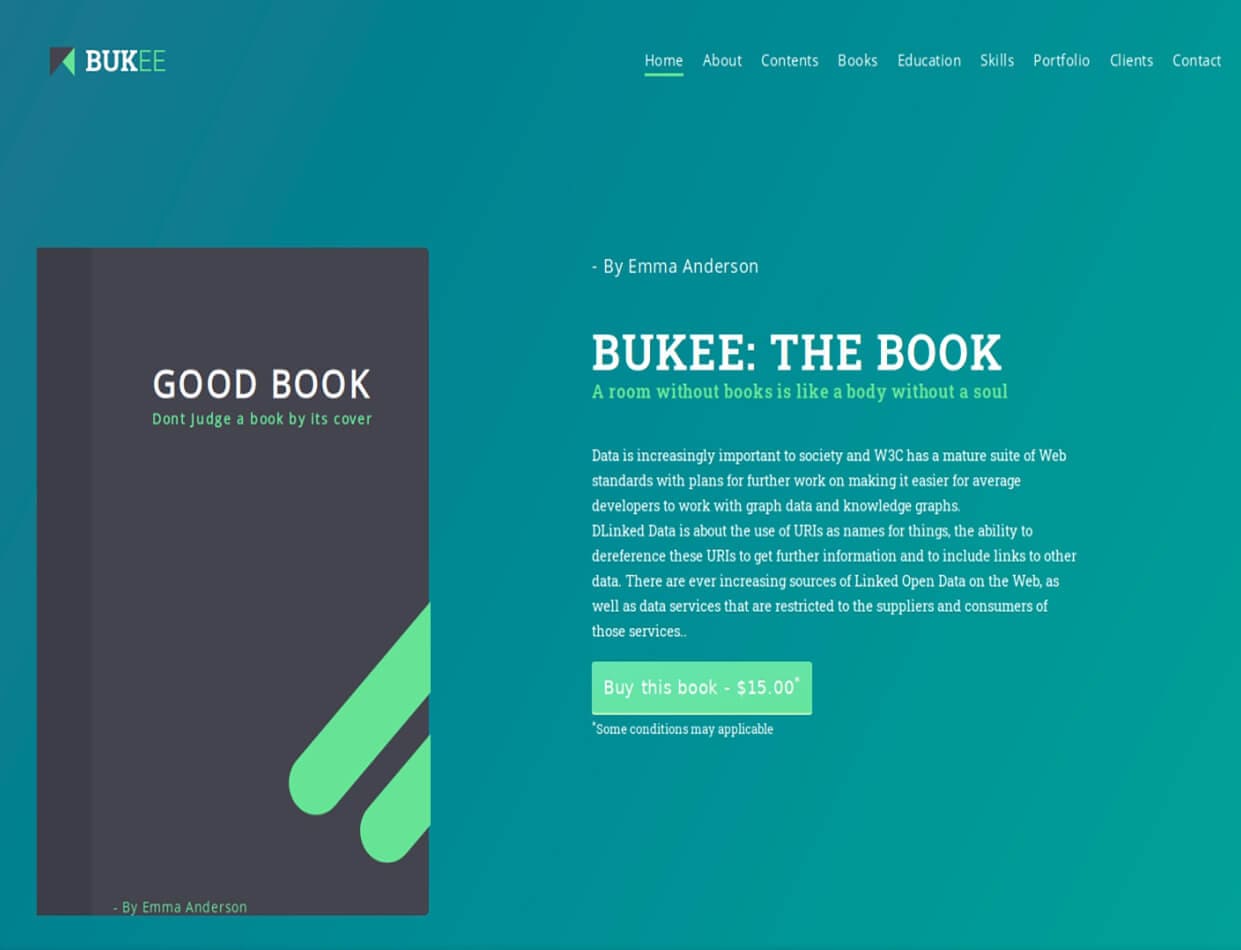 BUKEE
Home About Contents Books Education Skills Portfolio Clients Contact
GOOD BOOK
Dont Judge a book by its cover
- By Emma Anderson
- By Emma Anderson
BUKEE: THE BOOK
A room without books is like a body without a soul
Data is increasingly important to society and W3C has a mature suite of Web
standards with plans for further work on making it easier for average
developers to work with graph data and knowledge graphs.
DLinked Data is about the use of URIs as names for things, the ability to
dereference these URIs to get further information and to include links to other
data. There are ever increasing sources of Linked Open Data on the Web, as
well as data services that are restricted to the suppliers and consumers of
those services..
Buy this book - $15.00*
*Some conditions may applicable